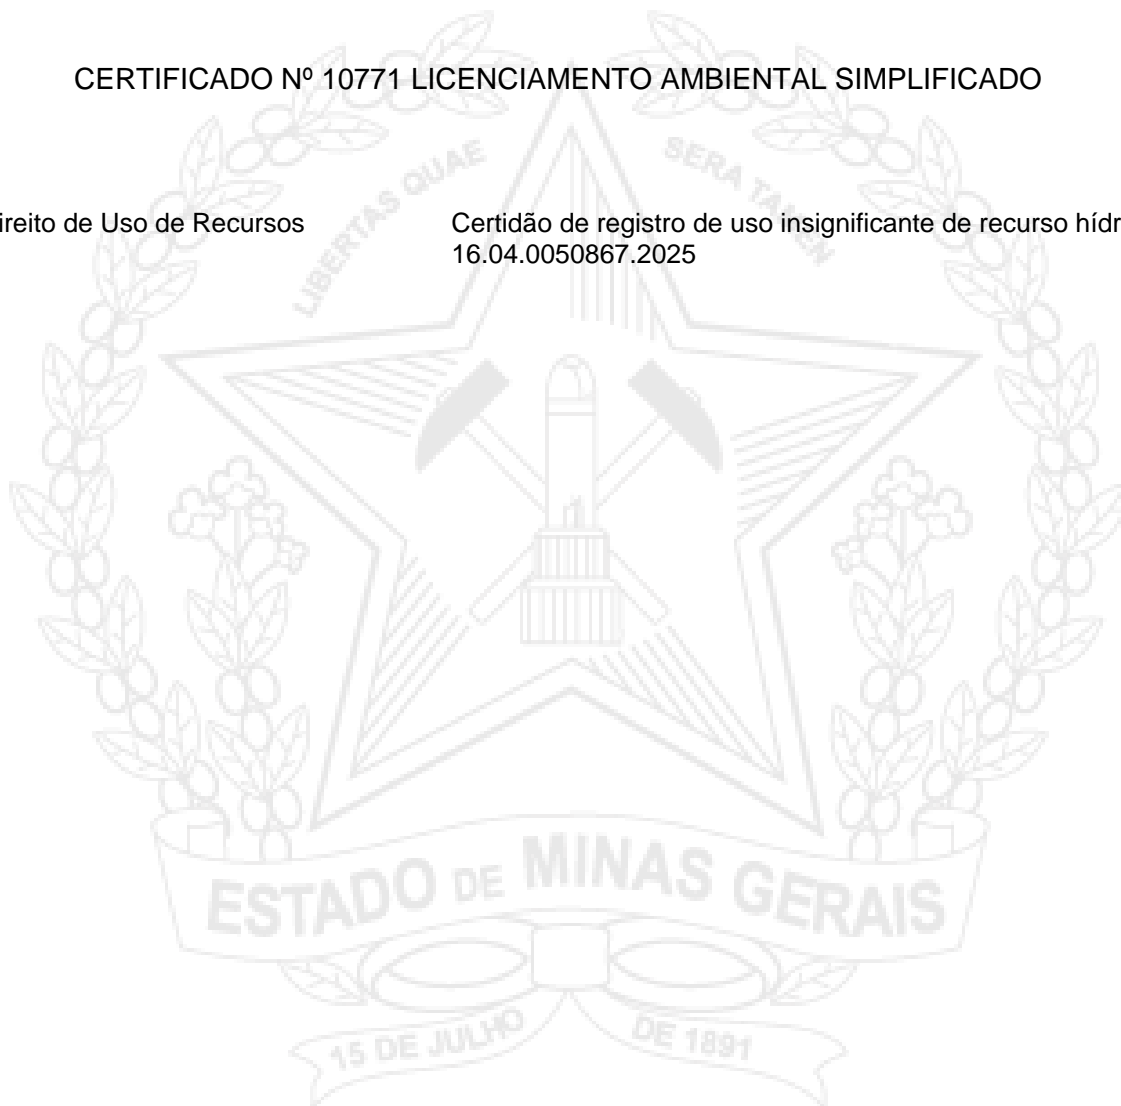 CERTIFICADO Nº 10771 LICENCIAMENTO AMBIENTAL SIMPLIFICADO
LIBERTAS QUAE SERA TAMEN
ireito de Uso de Recursos
Certidão de registro de uso insignificante de recurso hídr
16.04.0050867.2025
ESTADO DE MINAS GERAIS
15 DE JULHO DE 1891